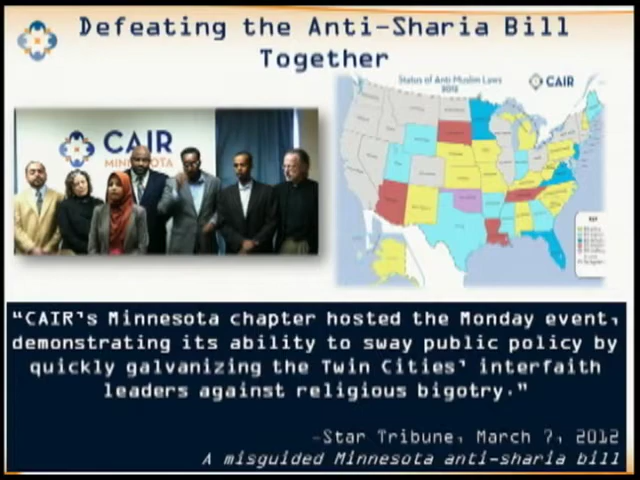 Defeating the Anti-Sharia Bill
Together
CAIR
MINNESOTA
Status of Anti Muslim Laws
2012
CAIR
"CAIR's Minnesota chapter hosted the Monday event,
demonstrating its ability to sway public policy by
quickly galvanizing the Twin Cities' interfaith
leaders against religious bigotry."
-Star Tribune, March 7, 2012
A misguided Minnesota anti-sharia bill